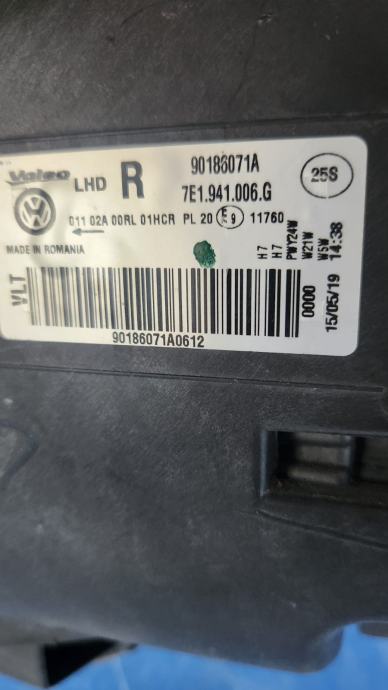 Valeo LHD R 90186071A 25S
7E1.941.006.G
011 02A 00RL 01HCR PL 20 E9 11760
MADE IN ROMANIA
H7
H7
PWY24W
W21W
W5W
VLT
0000
15/05/19 14:38
90186071A0612